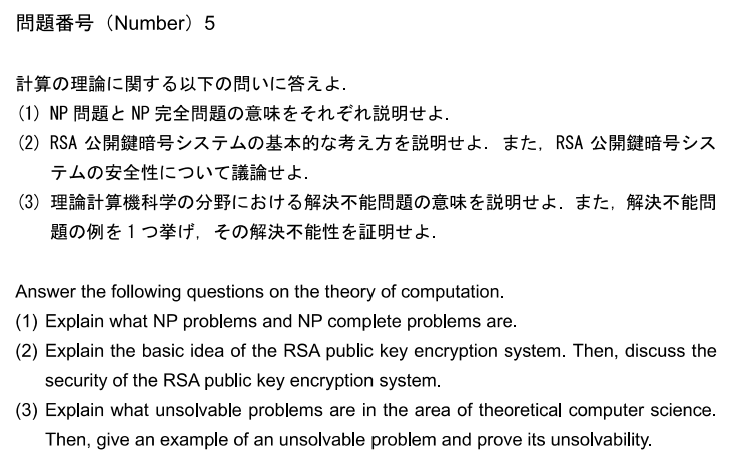 問題番号（Number）5
計算の理論に関する以下の問いに答えよ．
(1) NP 問題と NP 完全問題の意味をそれぞれ説明せよ．
(2) RSA 公開鍵暗号システムの基本的な考え方を説明せよ．また，RSA 公開鍵暗号シス
テムの安全性について議論せよ．
(3) 理論計算機科学の分野における解決不能問題の意味を説明せよ．また，解決不能問
題の例を 1 つ挙げ，その解決不能性を証明せよ．
Answer the following questions on the theory of computation.
(1) Explain what NP problems and NP complete problems are.
(2) Explain the basic idea of the RSA public key encryption system. Then, discuss the
security of the RSA public key encryption system.
(3) Explain what unsolvable problems are in the area of theoretical computer science.
Then, give an example of an unsolvable problem and prove its unsolvability.